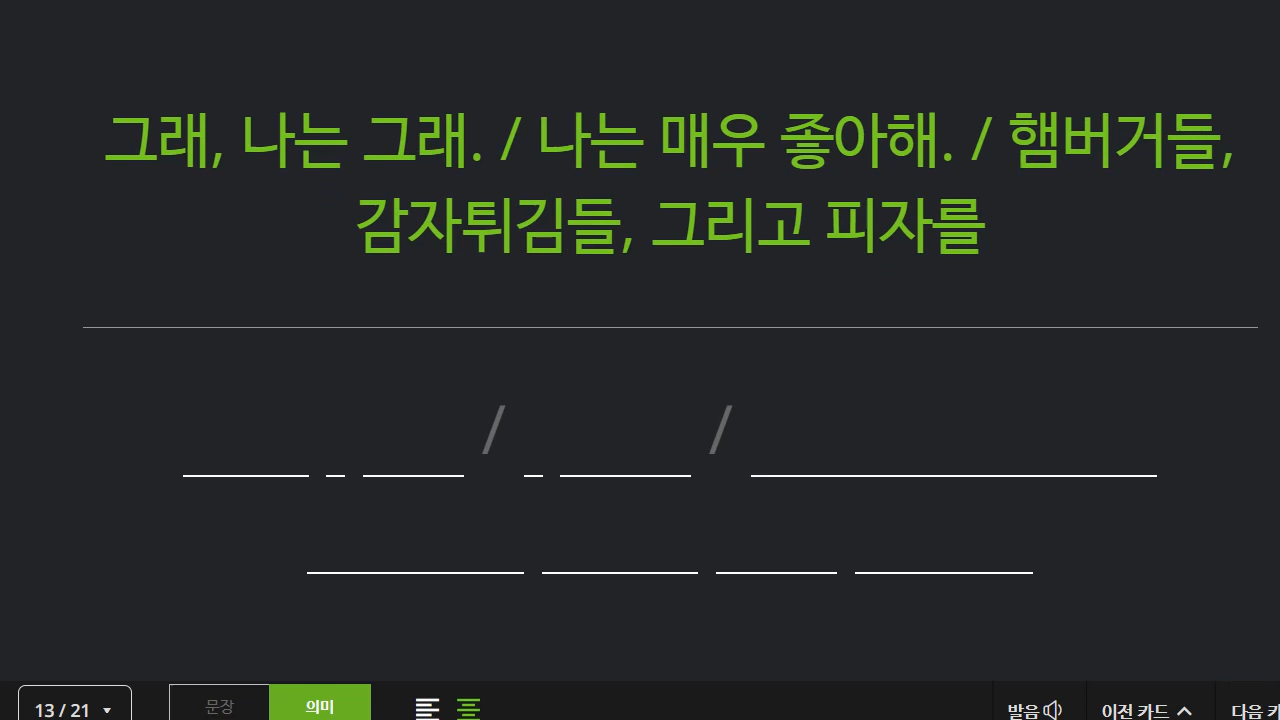 그래, 나는 그래. / 나는 매우 좋아해. / 햄버거들,
감자튀김들, 그리고 피자를
/ /
13 / 21
문장
의미
발음
이전 카드
다음